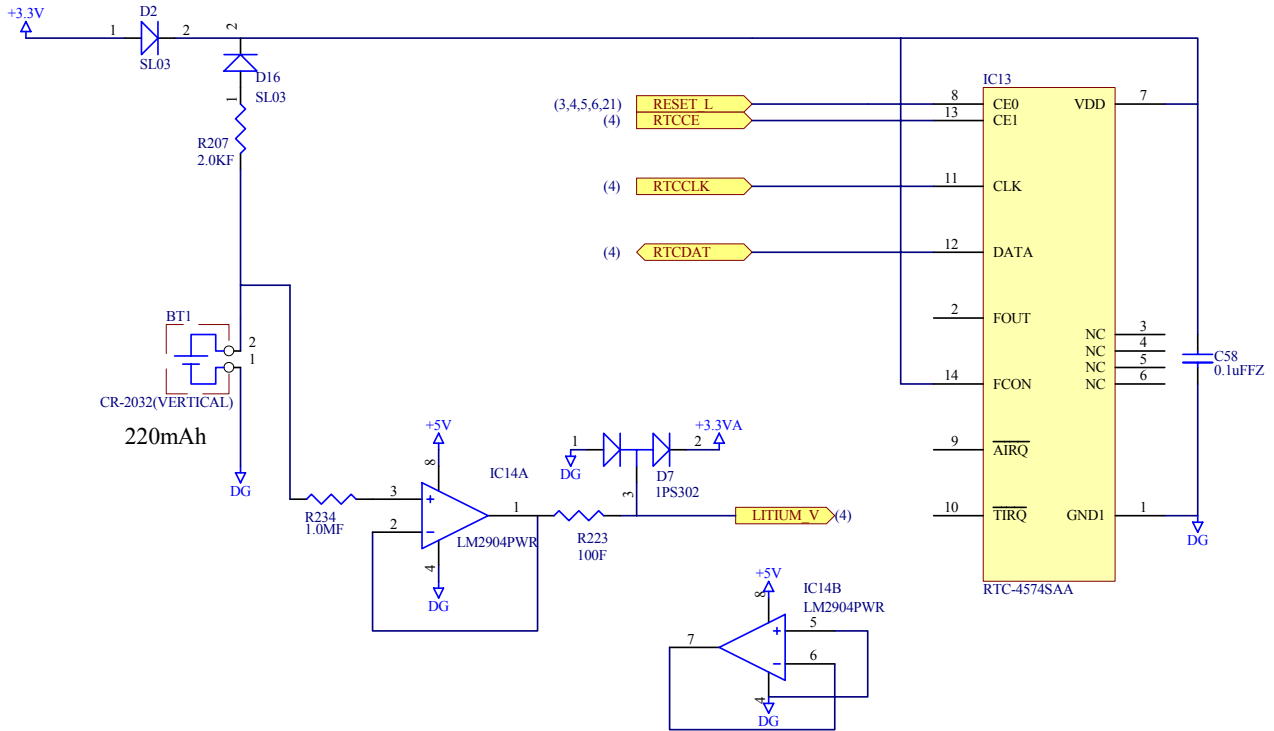 +3.3V
D2
1
2
SL03
2
D16
SL03
1
R207
2.0KF
BT1
2
1
CR-2032(VERTICAL)
220mAh
DG
IC13
(3,4,5,6,21) RESET_L 8 CE0 VDD 7
(4) RTCCE 13 CE1
(4) RTCCLK 11 CLK
(4) RTCDAT 12 DATA
2 FOUT
NC 3
NC 4
NC 5
NC 6
14 FCON
C58
0.1uFFZ
9 AIRQ
10 TIRQ GND1 1
DG
RTC-4574SAA
+5V
8
IC14A
R234
1.0MF
3 +
2 −
1
LM2904PWR
4
DG
R223
100F
1
DG
2
+3.3VA
D7
1PS302
3
LITIUM_V (4)
+5V
8
IC14B
LM2904PWR
7
+ 5
− 6
4
DG